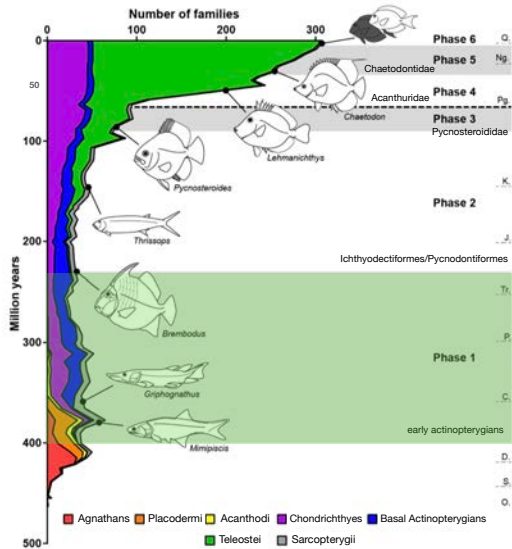 Number of families
0 100 200 300
0
50
100
200
300
400
500
Million years
Phase 6
Q.
Phase 5
Ng.
Chaetodontidae
Phase 4
Acanthuridae
Pg.
Chaetodon
Phase 3
Pycnosteroididae
Lehmanichthys
Pycnosteroides
K.
Phase 2
Thrissops
J.
Ichthyodectiformes/Pycnodontiformes
Tr.
Brembodus
P.
Phase 1
Griphognathus
C.
early actinopterygians
Mimipiscis
D.
S.
O.
Agnathans Placodermi Acanthodi Chondrichthyes Basal Actinopterygians
Teleostei Sarcopterygii